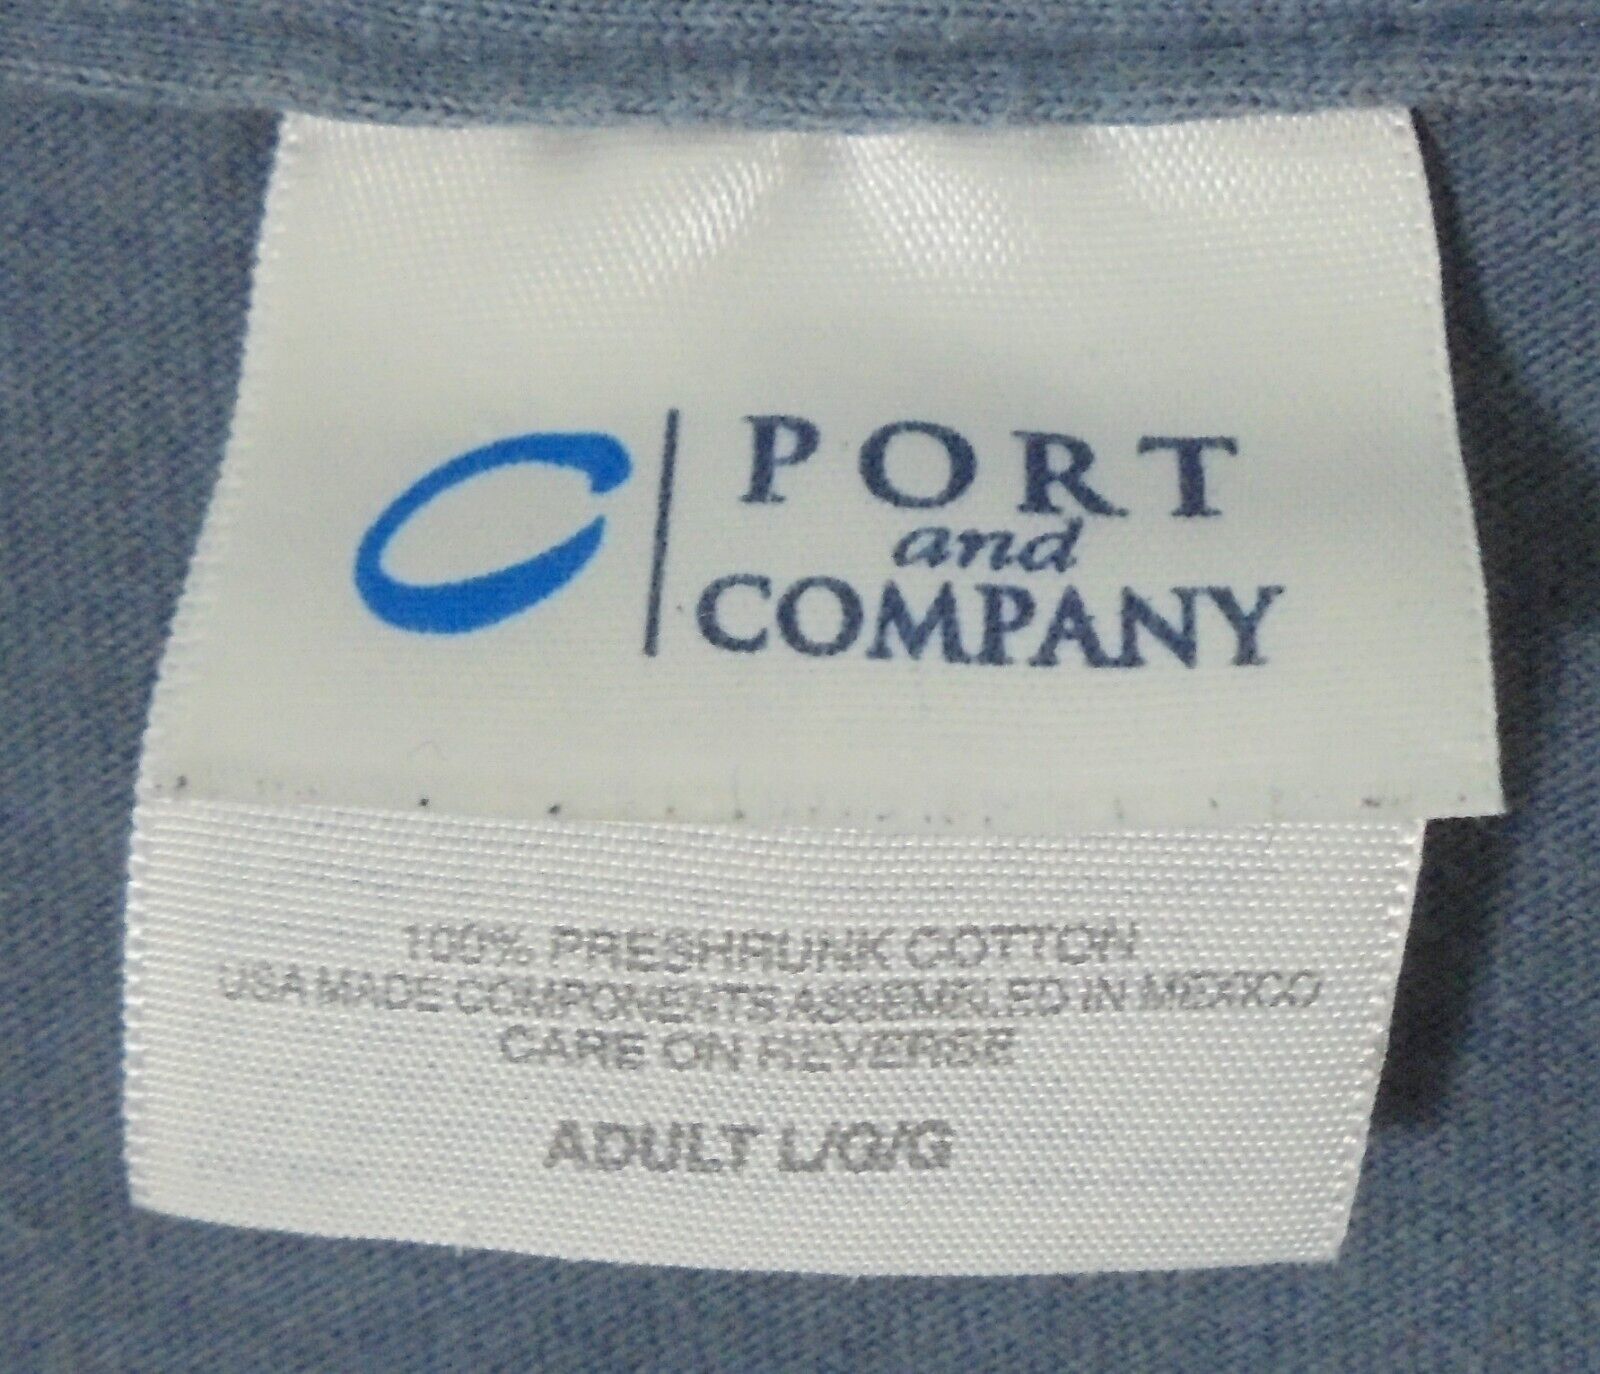 PORT
and
COMPANY
100% PRESHRUNK COTTON
USA MADE COMPONENTS ASSEMBLED IN MEXICO
CARE ON REVERSE
ADULT L/G/G